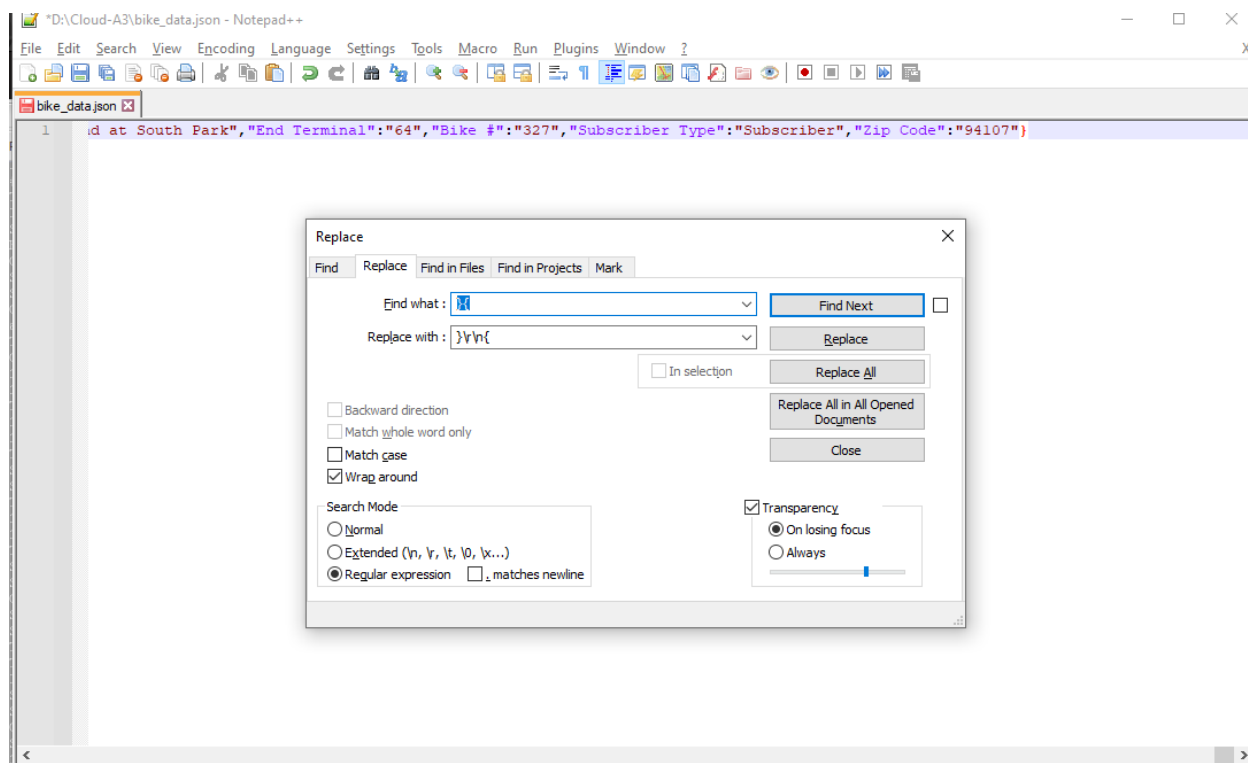 *D:\Cloud-A3\bike_data.json - Notepad++
File Edit Search View Encoding Language Settings Tools Macro Run Plugins Window ? X
bike_data.json
1 id at South Park","End Terminal":"64","Bike #":"327","Subscriber Type":"Subscriber","Zip Code":"94107"}
Replace
Find Replace Find in Files Find in Projects Mark
Find what : }{ Find Next
Replace with : }\r\n{ Replace
In selection Replace All
Backward direction Replace All in All Opened Documents
Match whole word only
Match case Close
Wrap around
Search Mode Transparency
Normal On losing focus
Extended (\n, \r, \t, \0, \x...) Always
Regular expression . matches newline